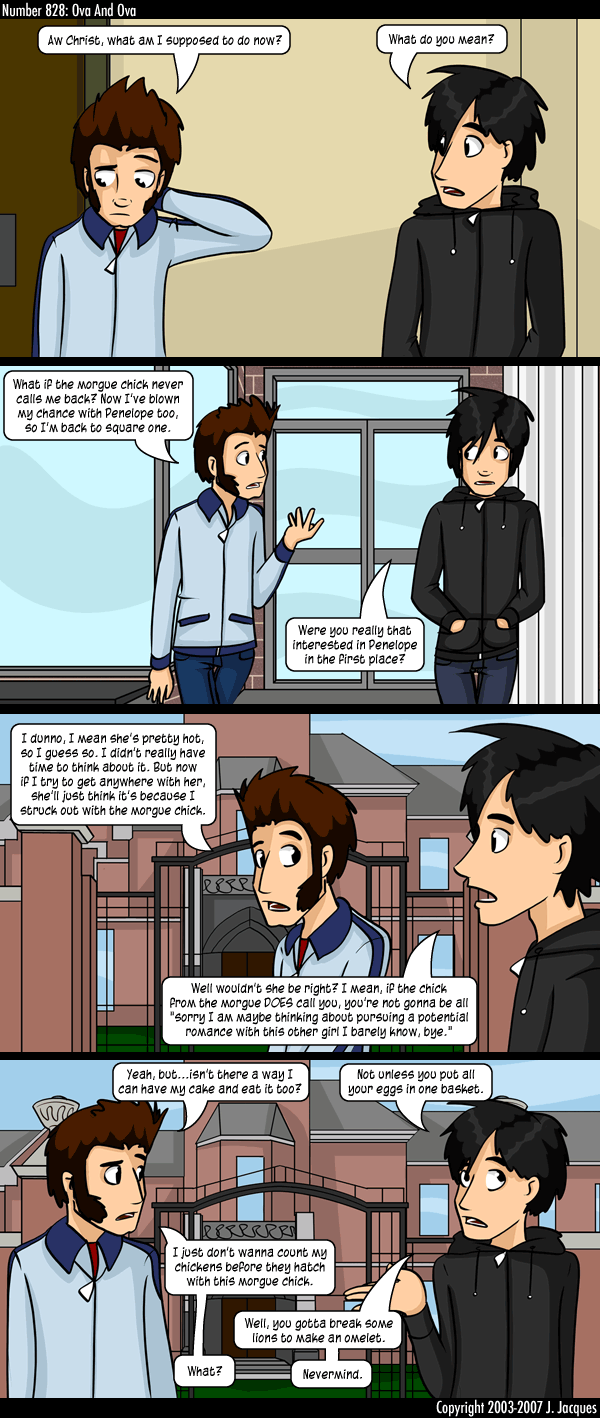 Number 828: Ova And Ova
Aw Christ, what am I supposed to do now?
What do you mean?
What if the morgue chick never
calls me back? Now I've blown
my chance with Penelope too,
so I'm back to square one.
Were you really that
interested in Penelope
in the first place?
I dunno, I mean she's pretty hot,
so I guess so. I didn't really have
time to think about it. But now
if I try to get anywhere with her,
she'll just think it's because I
struck out with the morgue chick.
Well wouldn't she be right? I mean, if the chick
from the morgue DOES call you, you're not gonna be all
"sorry I am maybe thinking about pursuing a potential
romance with this other girl I barely know, bye."
Yeah, but...isn't there a way I
can have my cake and eat it too?
Not unless you put all
your eggs in one basket.
I just don't wanna count my
chickens before they hatch
with this morgue chick.
Well, you gotta break some
lions to make an omelet.
What?
Nevermind.
Copyright 2003-2007 J. Jacques